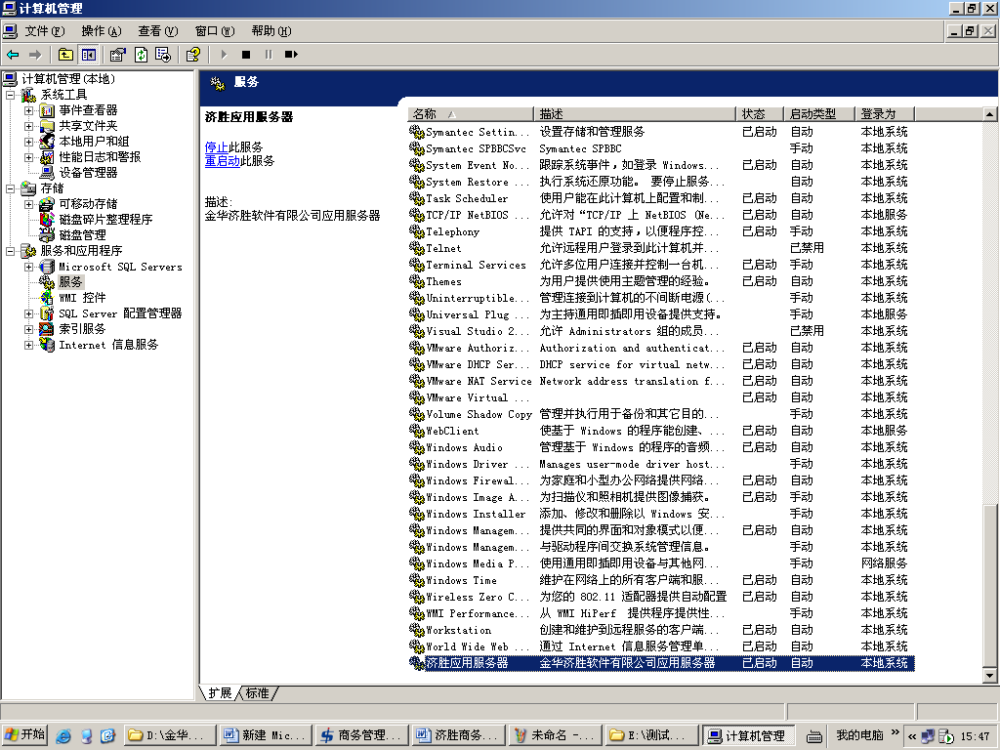 计算机管理
文件(F) 操作(A) 查看(V) 窗口(W) 帮助(H)
计算机管理(本地)
系统工具
事件查看器
共享文件夹
本地用户和组
性能日志和警报
设备管理器
存储
可移动存储
磁盘碎片整理程序
磁盘管理
服务和应用程序
Microsoft SQL Servers
服务
WMI 控件
SQL Server 配置管理器
索引服务
Internet 信息服务
服务
济胜应用服务器
停止此服务
重启动此服务
描述:
金华济胜软件有限公司应用服务器
名称 描述 状态 启动类型 登录为
Symantec Settin... 设置存储和管理服务 已启动 自动 本地系统
Symantec SPBBCSvc Symantec SPBBC 手动 本地系统
System Event No... 跟踪系统事件，如登录 Windows... 已启动 自动 本地系统
System Restore ... 执行系统还原功能。 要停止服务... 自动 本地系统
Task Scheduler 使用户能在此计算机上配置和制... 已启动 自动 本地系统
TCP/IP NetBIOS ... 允许对“TCP/IP 上 NetBIOS (Ne... 已启动 自动 本地服务
Telephony 提供 TAPI 的支持，以便程序控... 已启动 手动 本地系统
Telnet 允许远程用户登录到此计算机并... 已禁用 本地系统
Terminal Services 允许多位用户连接并控制一台机... 已启动 手动 本地系统
Themes 为用户提供使用主题管理的经验。 已启动 自动 本地系统
Uninterruptible... 管理连接到计算机的不间断电源(... 手动 本地系统
Universal Plug ... 为主持通用即插即用设备提供支持。 手动 本地服务
Visual Studio 2... 允许 Administrators 组的成员... 已禁用 本地系统
VMware Authoriz... Authorization and authenticat... 已启动 自动 本地系统
VMware DHCP Ser... DHCP service for virtual netw... 已启动 自动 本地系统
VMware NAT Service Network address translation f... 已启动 自动 本地系统
VMware Virtual ... 已启动 自动 本地系统
Volume Shadow Copy 管理并执行用于备份和其它目的... 手动 本地系统
WebClient 使基于 Windows 的程序能创建、... 已启动 自动 本地服务
Windows Audio 管理基于 Windows 的程序的音频... 已启动 自动 本地系统
Windows Driver ... Manages user-mode driver host... 手动 本地系统
Windows Firewal... 为家庭和小型办公网络提供网络... 已启动 自动 本地系统
Windows Image A... 为扫描仪和照相机提供图像捕获。 已启动 自动 本地系统
Windows Installer 添加、修改和删除以 Windows 安... 手动 本地系统
Windows Managem... 提供共同的界面和对象模式以便... 已启动 自动 本地系统
Windows Managem... 与驱动程序间交换系统管理信息。 手动 本地系统
Windows Media P... 使用通用即插即用设备与其他网... 手动 网络服务
Windows Time 维护在网络上的所有客户端和服... 已启动 自动 本地系统
Wireless Zero C... 为您的 802.11 适配器提供自动配置 已启动 自动 本地系统
WMI Performance... 从 WMI HiPerf 提供程序提供性... 手动 本地系统
Workstation 创建和维护到远程服务的客户端... 已启动 自动 本地系统
World Wide Web ... 通过 Internet 信息服务管理单... 已启动 自动 本地系统
济胜应用服务器 金华济胜软件有限公司应用服务器 已启动 自动 本地系统
扩展 标准
开始 D:\金华... 新建 Mic... 商务管理... 济胜商务... 未命名 -... E:\测试... 计算机管理 我的电脑 » « 15:47